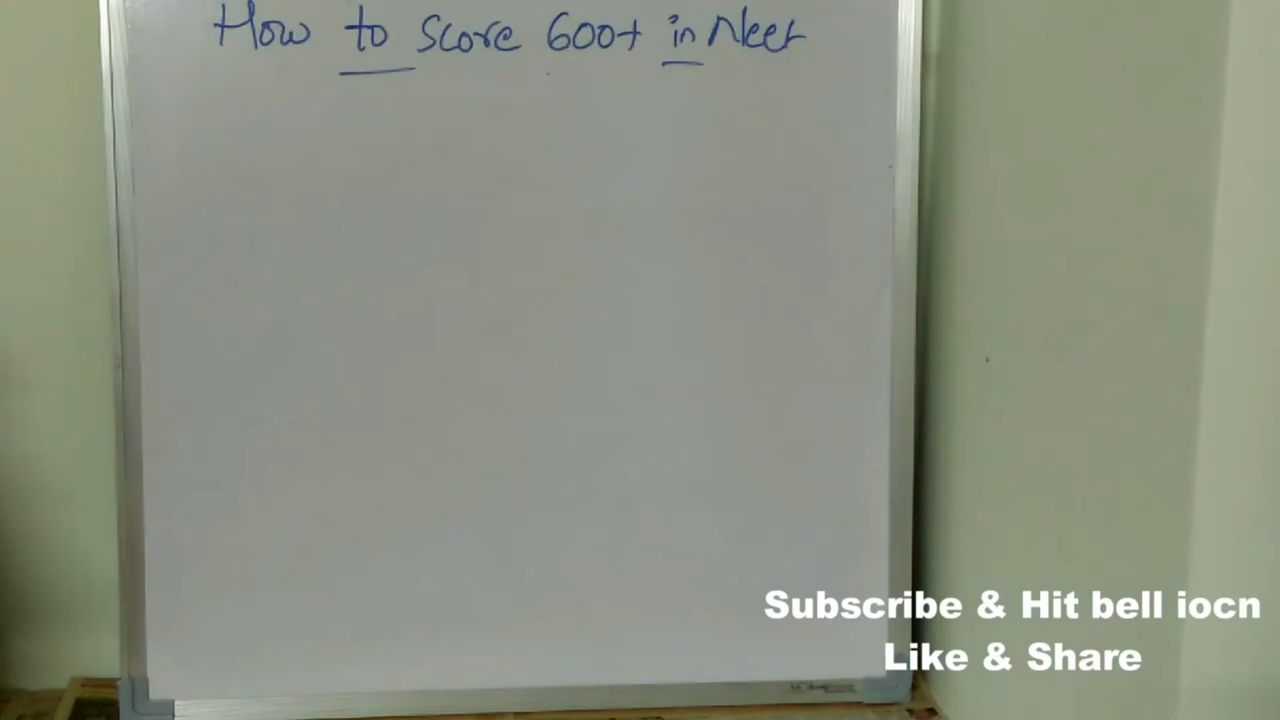 How to Score 600+ in Neet
Subscribe & Hit bell iocn
Like & Share